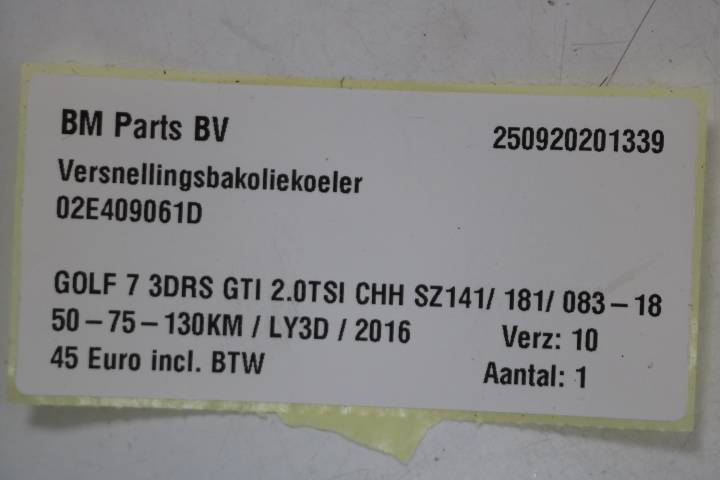 BM Parts BV 250920201339
Versnellingsbakoliekoeler
02E409061D
GOLF 7 3DRS GTI 2.0TSI CHH SZ141/ 181/ 083-18
50-75-130KM / LY3D / 2016 Verz: 10
45 Euro incl. BTW Aantal: 1